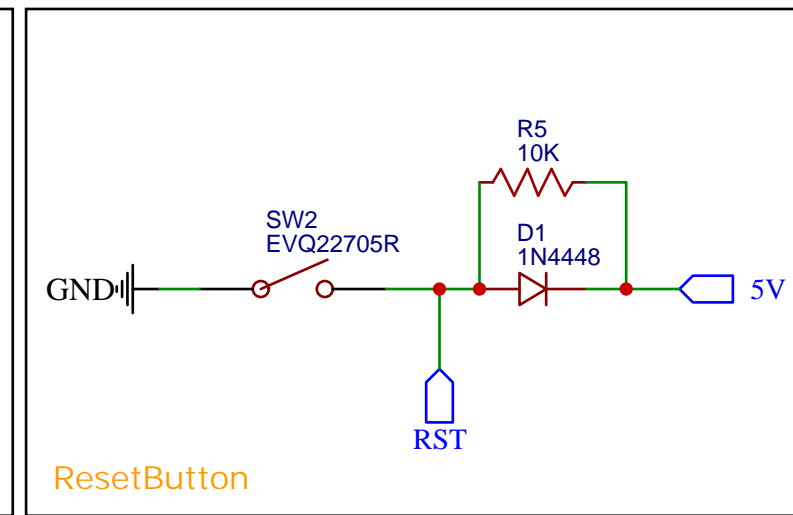 R5
10K
SW2
EVQ22705R
D1
1N4448
GND
5V
RST
ResetButton